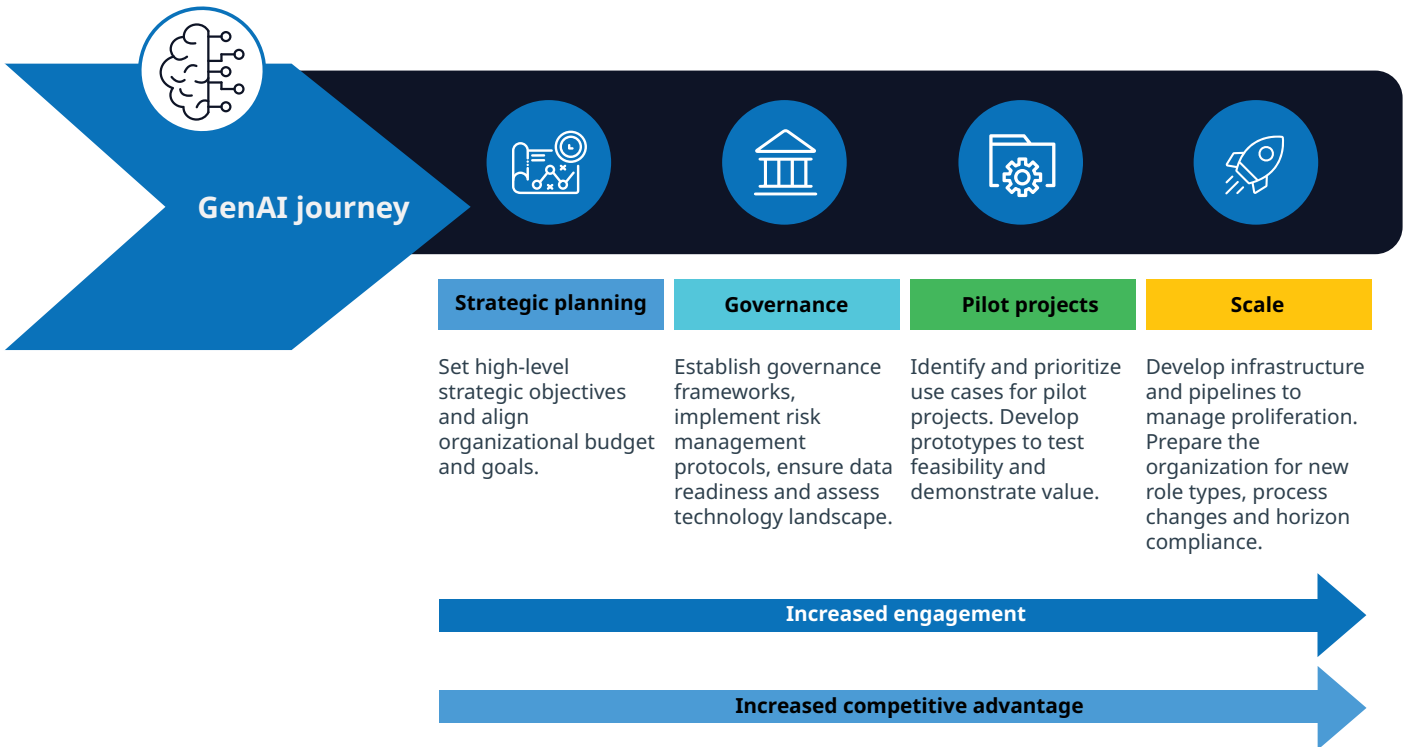 GenAI journey
Strategic planning
Set high-level
strategic objectives
and align
organizational budget
and goals.
Governance
Establish governance
frameworks,
implement risk
management
protocols, ensure data
readiness and assess
technology landscape.
Pilot projects
Identify and prioritize
use cases for pilot
projects. Develop
prototypes to test
feasibility and
demonstrate value.
Scale
Develop infrastructure
and pipelines to
manage proliferation.
Prepare the
organization for new
role types, process
changes and horizon
compliance.
Increased engagement
Increased competitive advantage